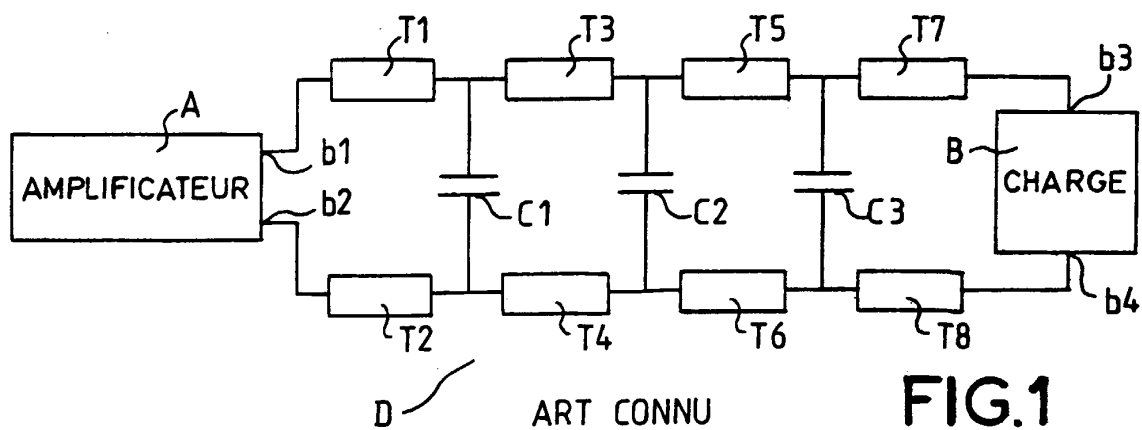 T1 T3 T5 T7
b3
A
b1
AMPLIFICATEUR
b2
C1 C2 C3
B
CHARGE
b4
T2 T4 T6 T8
D
ART CONNU
FIG.1